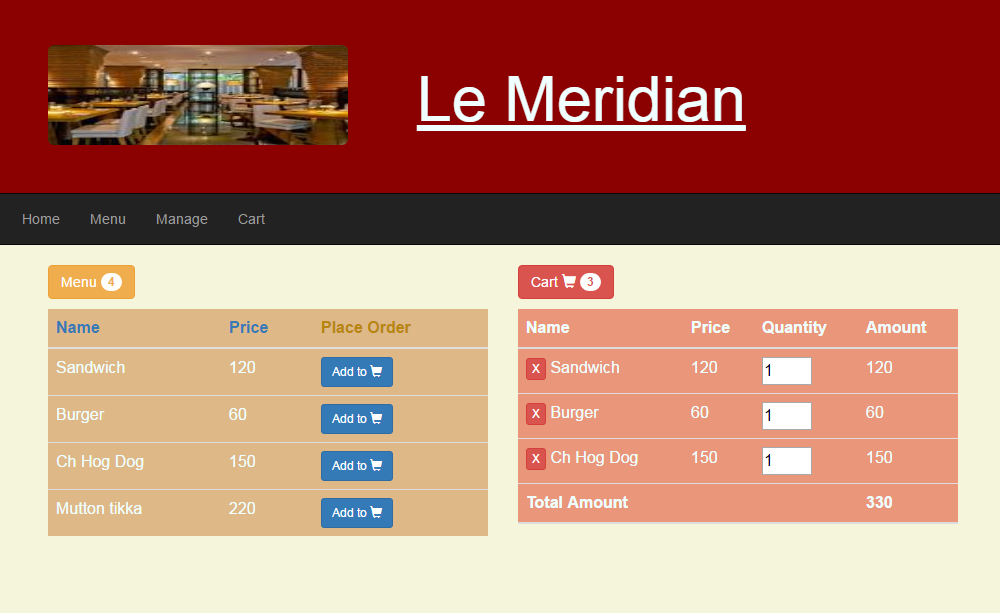 Le Meridian
Home Menu Manage Cart
Menu 4
Name Price Place Order
Sandwich 120 Add to
Burger 60 Add to
Ch Hog Dog 150 Add to
Mutton tikka 220 Add to
Cart 3
Name Price Quantity Amount
X Sandwich 120 1 120
X Burger 60 1 60
X Ch Hog Dog 150 1 150
Total Amount 330